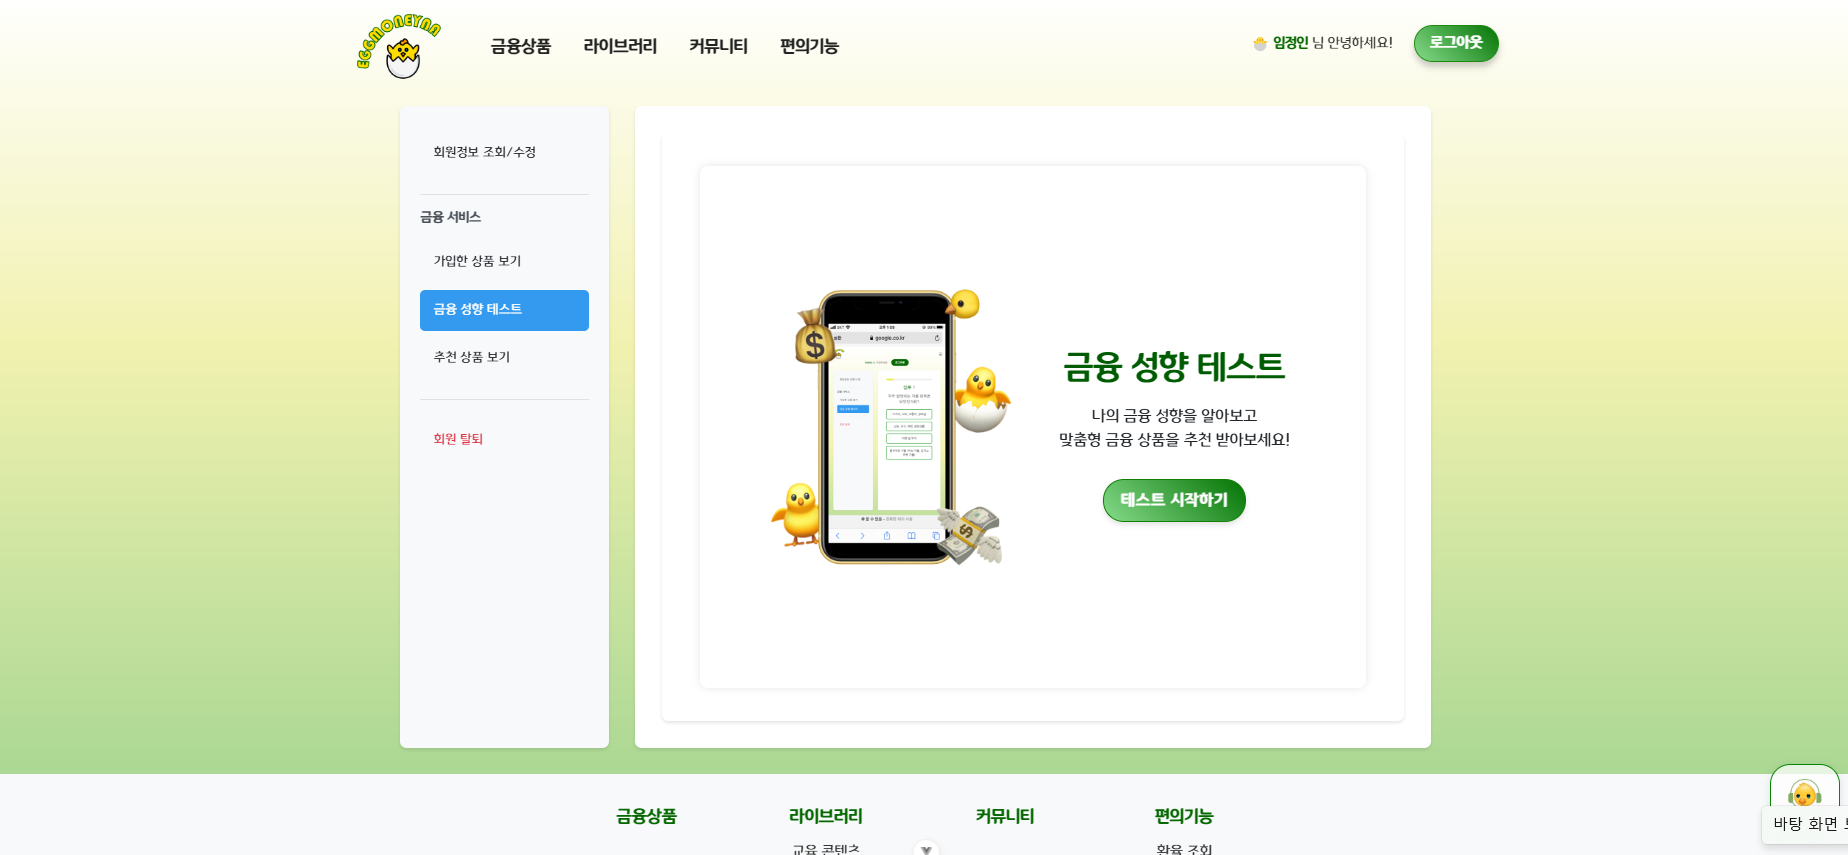 EGGMONEYNA
금융상품 라이브러리 커뮤니티 편의기능
임정인 님 안녕하세요!
로그아웃
회원정보 조회/수정
금융 서비스
가입한 상품 보기
금융 성향 테스트
추천 상품 보기
회원 탈퇴
google.co.kr
금융 성향 테스트
나의 금융 성향을 알아보고
맞춤형 금융 상품을 추천 받아보세요!
테스트 시작하기
금융상품 라이브러리 커뮤니티 편의기능
교육 콘텐츠 환율 조회
바탕 화면